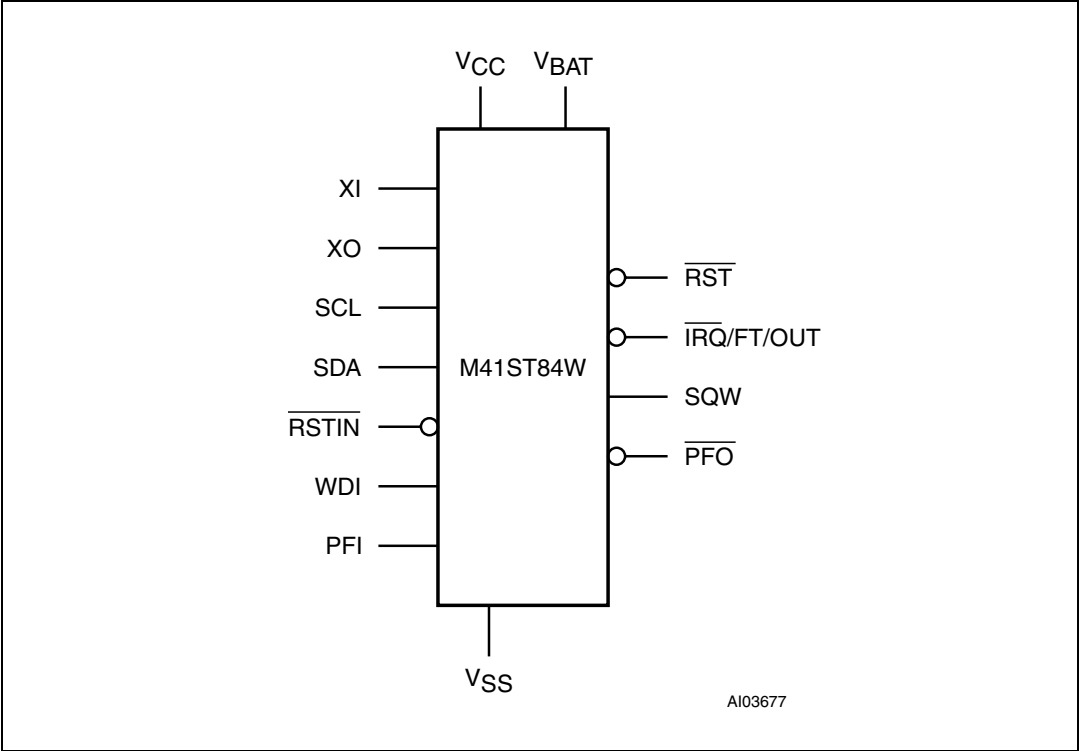 VCC VBAT
XI
XO
SCL
SDA
RSTIN
WDI
PFI
M41ST84W
RST
IRQ/FT/OUT
SQW
PFO
VSS
AI03677